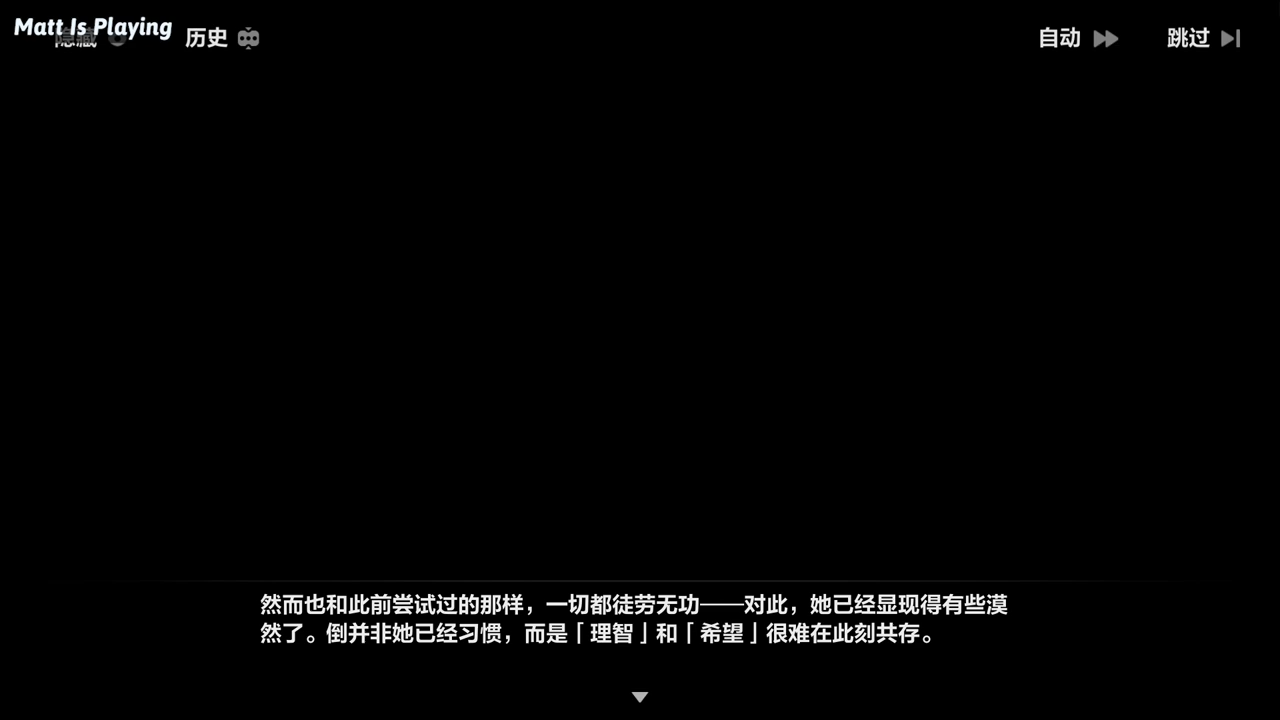 Matt Is Playing
隐藏
历史
自动
跳过
然而也和此前尝试过的那样，一切都徒劳无功——对此，她已经显现得有些漠
然了。倒并非她已经习惯，而是「理智」和「希望」很难在此刻共存。